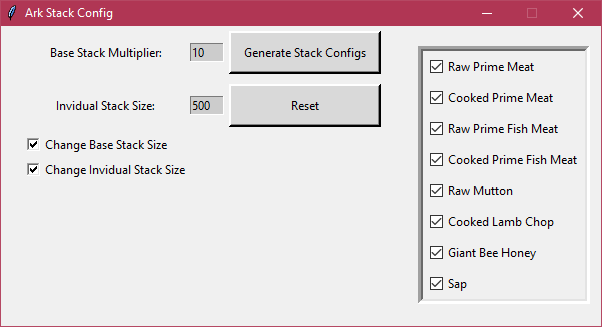 Ark Stack Config
Base Stack Multiplier: 10 Generate Stack Configs
Invidual Stack Size: 500 Reset
Change Base Stack Size
Change Invidual Stack Size
Raw Prime Meat
Cooked Prime Meat
Raw Prime Fish Meat
Cooked Prime Fish Meat
Raw Mutton
Cooked Lamb Chop
Giant Bee Honey
Sap